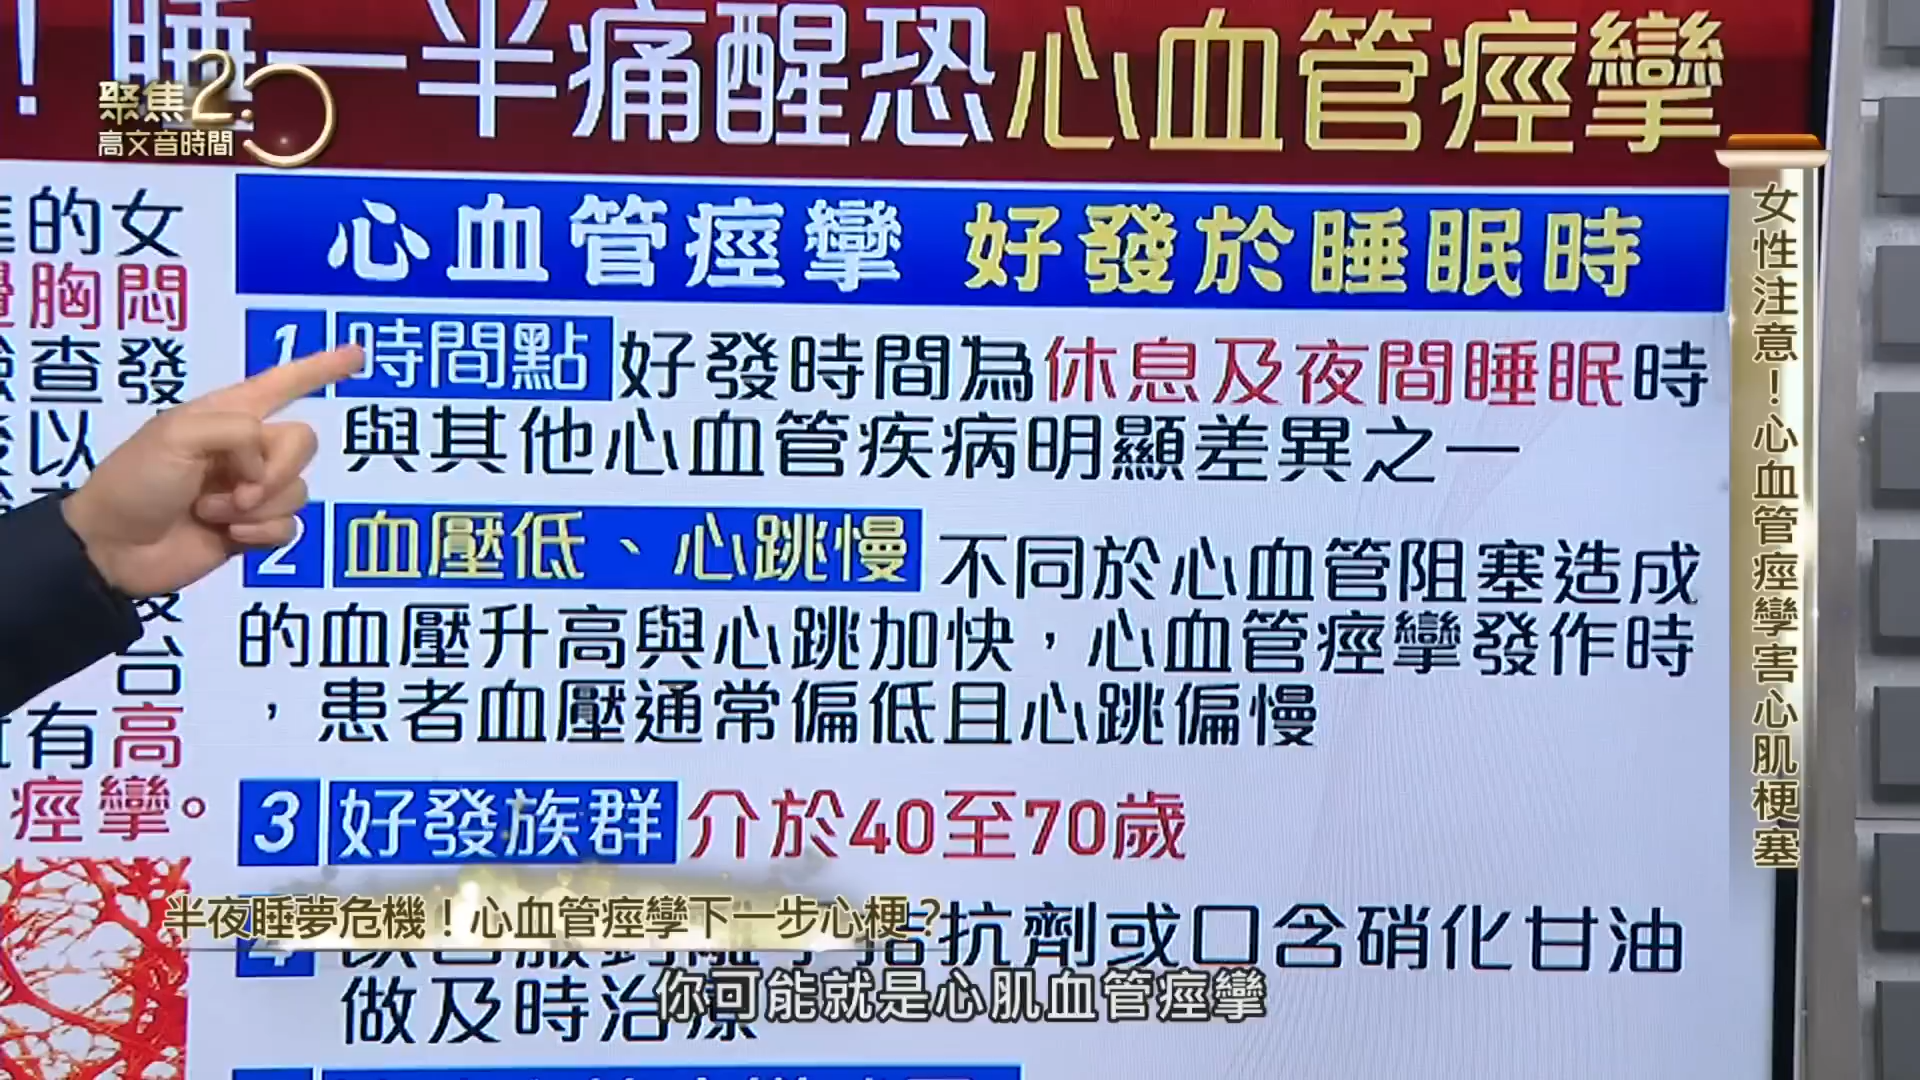 ！睡一半痛醒恐心血管痙攣
聚焦2.0
高文音時間
的女
胸悶
查發
以
台
有高
痙攣。
心血管痙攣 好發於睡眠時
1 時間點 好發時間為休息及夜間睡眠時
與其他心血管疾病明顯差異之一
2 血壓低、心跳慢 不同於心血管阻塞造成
的血壓升高與心跳加快，心血管痙攣發作時
，患者血壓通常偏低且心跳偏慢
3 好發族群 介於40至70歲
4 拮抗劑或口含硝化甘油
做及時治療
半夜睡夢危機！心血管痙攣下一步心梗？
你可能就是心肌血管痙攣
女性注意！心血管痙攣害心肌梗塞